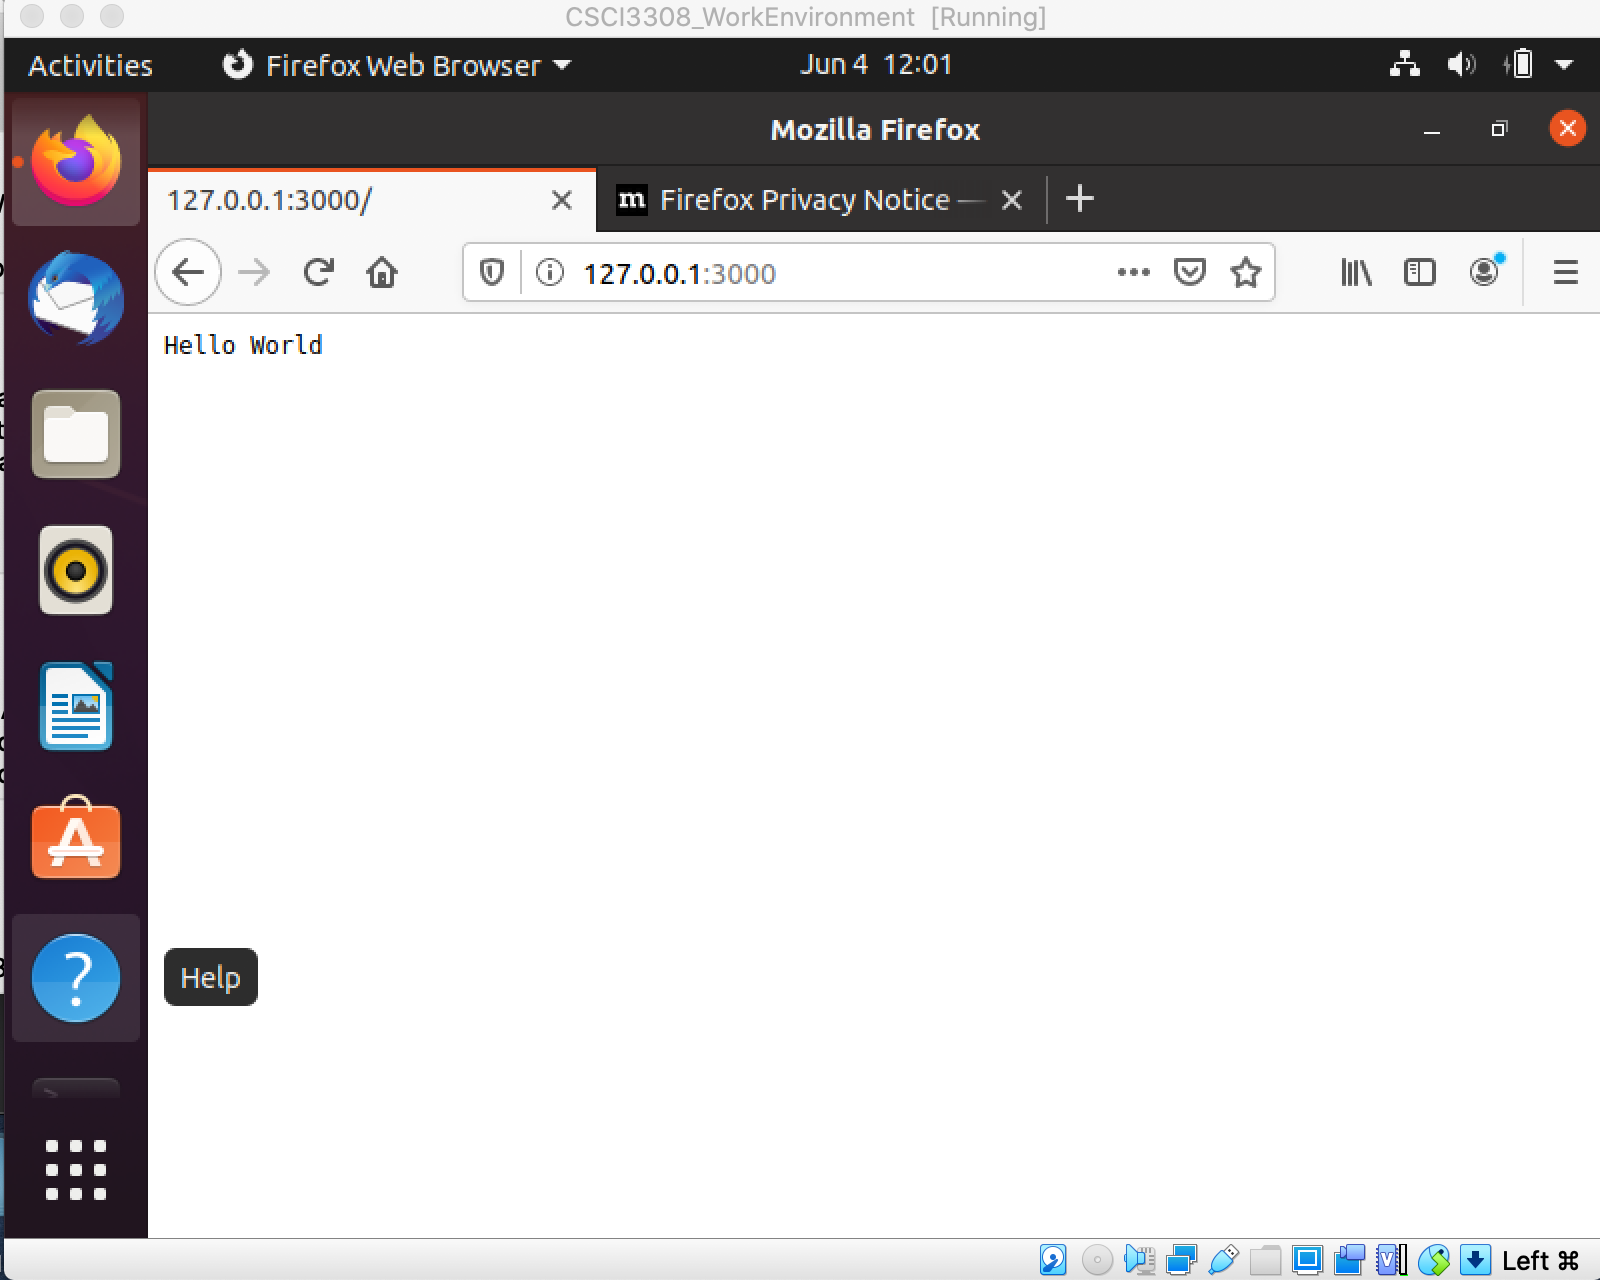 CSCI3308_WorkEnvironment [Running]
Activities Firefox Web Browser Jun 4 12:01
Mozilla Firefox
127.0.0.1:3000/ m Firefox Privacy Notice —
127.0.0.1:3000
Hello World
Help
Left ⌘